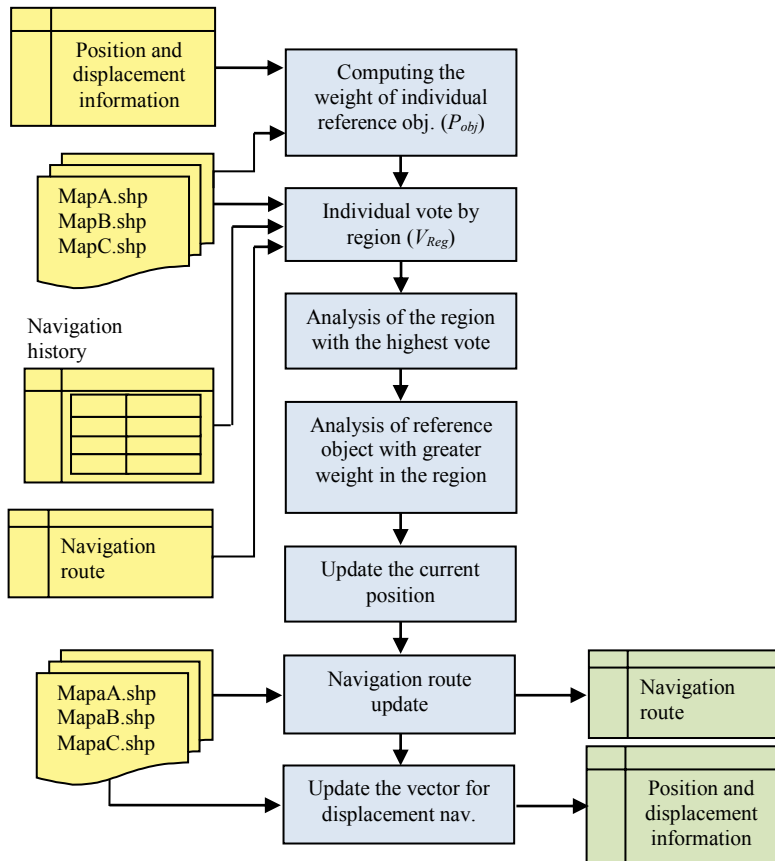 Position and
displacement
information
Computing the
weight of individual
reference obj. (P_obj)
MapA.shp
MapB.shp
MapC.shp
Individual vote by
region (V_Reg)
Analysis of the region
with the highest vote
Navigation
history
Analysis of reference
object with greater
weight in the region
Navigation
route
Update the current
position
MapaA.shp
MapaB.shp
MapaC.shp
Navigation route
update
Navigation
route
Update the vector for
displacement nav.
Position and
displacement
information